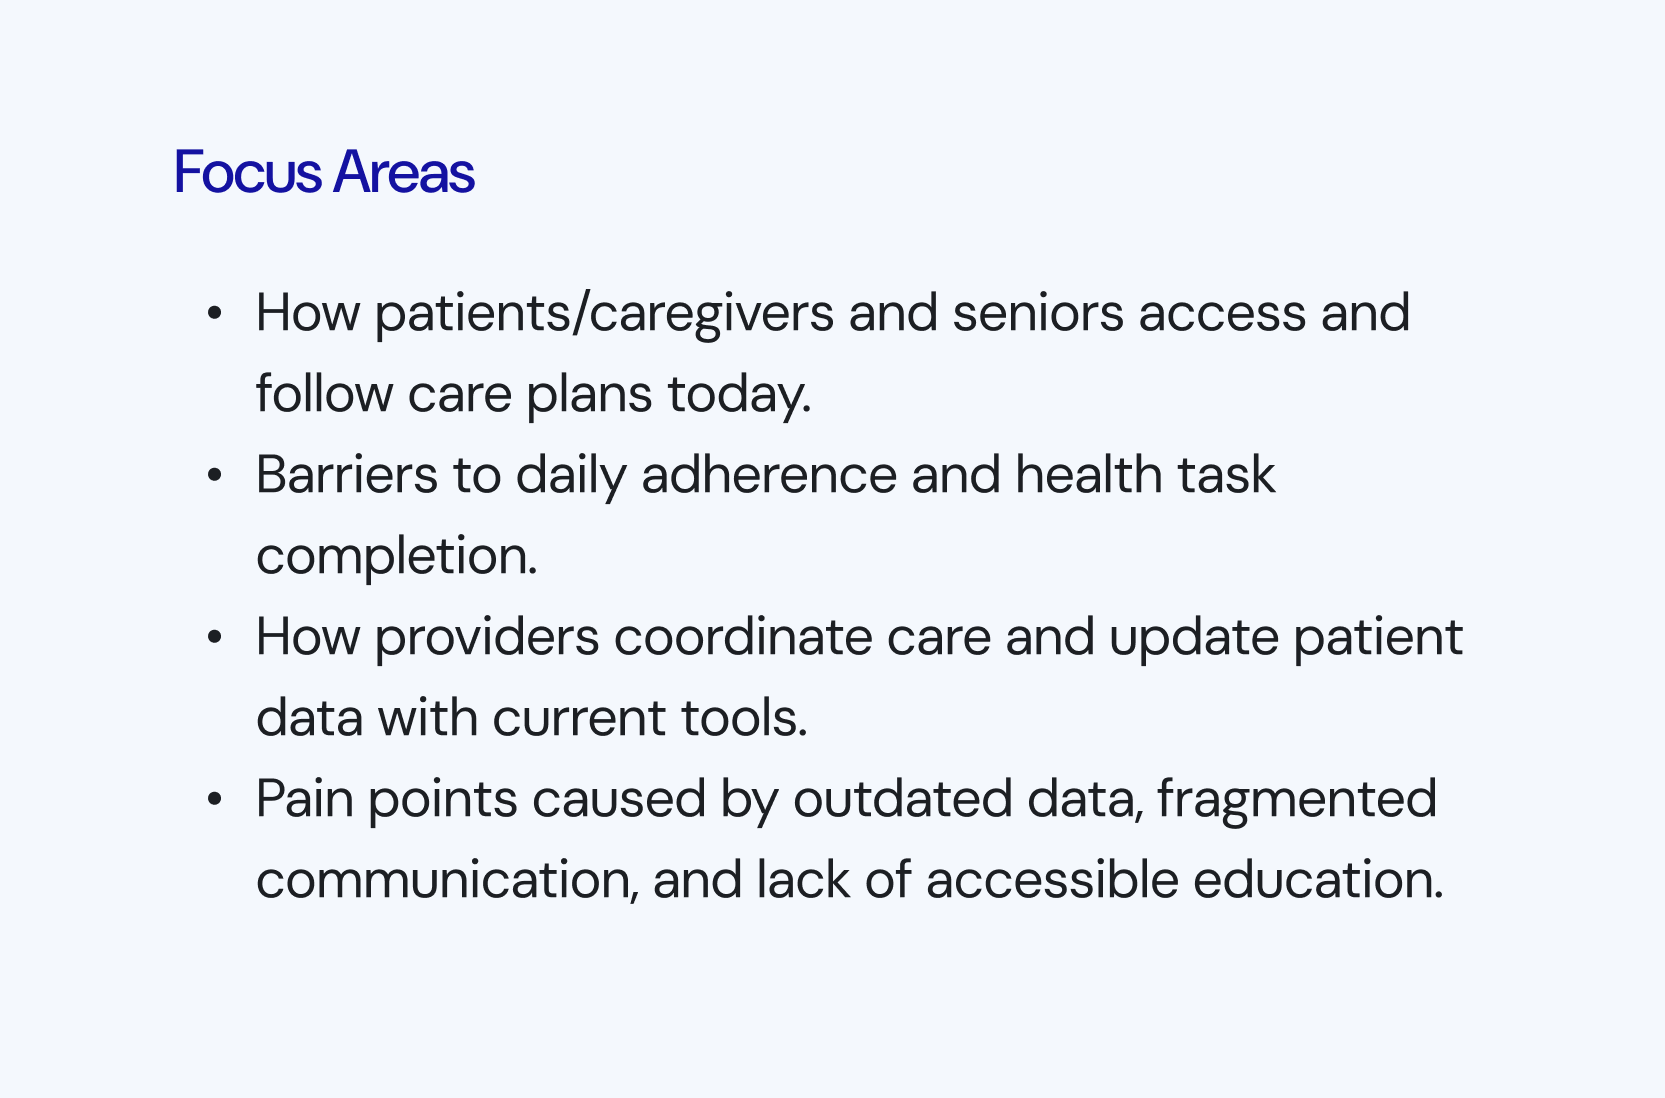 Focus Areas
• How patients/caregivers and seniors access and
follow care plans today.
• Barriers to daily adherence and health task
completion.
• How providers coordinate care and update patient
data with current tools.
• Pain points caused by outdated data, fragmented
communication, and lack of accessible education.